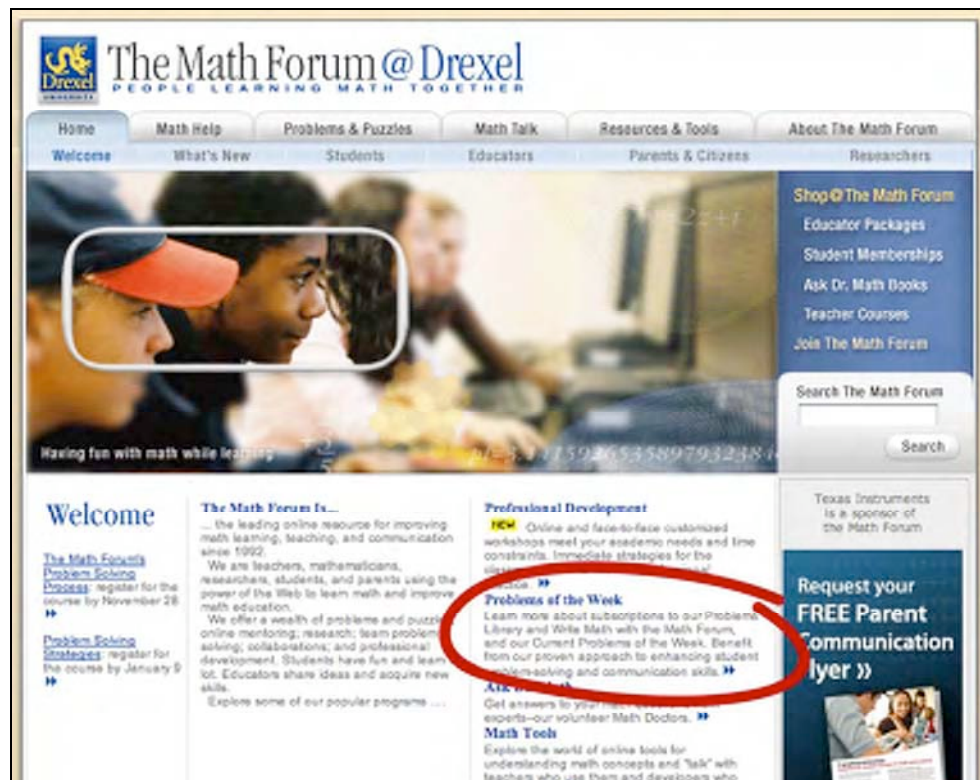 Drexel
UNIVERSITY
The Math Forum @ Drexel
PEOPLE LEARNING MATH TOGETHER
Home
Math Help
Problems & Puzzles
Math Talk
Resources & Tools
About The Math Forum
Welcome
What's New
Students
Educators
Parents & Citizens
Researchers
Shop@The Math Forum
Educator Packages
Student Memberships
Ask Dr. Math Books
Teacher Courses
Join The Math Forum
Search The Math Forum
Search
Having fun with math while learning
Welcome
The Math Forum's
Problem Solving
Process: register for the
course by November 28
Problem Solving
Strategies: register for
the course by January 9
The Math Forum Is...
... the leading online resource for improving
math learning, teaching, and communication
since 1992.
We are teachers, mathematicians,
researchers, students, and parents using the
power of the Web to learn math and improve
math education.
We offer a wealth of problems and
online mentoring; research; team problem
solving; collaborations; and professional
development. Students have fun and learn
lot. Educators share ideas and acquire new
skills.
Explore some of our popular programs ....
Professional Development
NEW Online and face-to-face customized
workshops meet your academic needs and time
constraints. Immediate strategies for the
Problems of the Week
Learn more about subscriptions to our Problems
Library and Write Math with the Math Forum,
and our Current Problems of the Week. Benefit
from our proven approach to enhancing student
problem-solving and communication skills.
Get answers to your
experts--our volunteer Math Doctors.
Math Tools
Explore the world of online tools for
understanding math concepts and "talk" with
teachers who use them and developers who
Texas Instruments
is a sponsor of
the Math Forum
Request your
FREE Parent
Communication
Flyer »